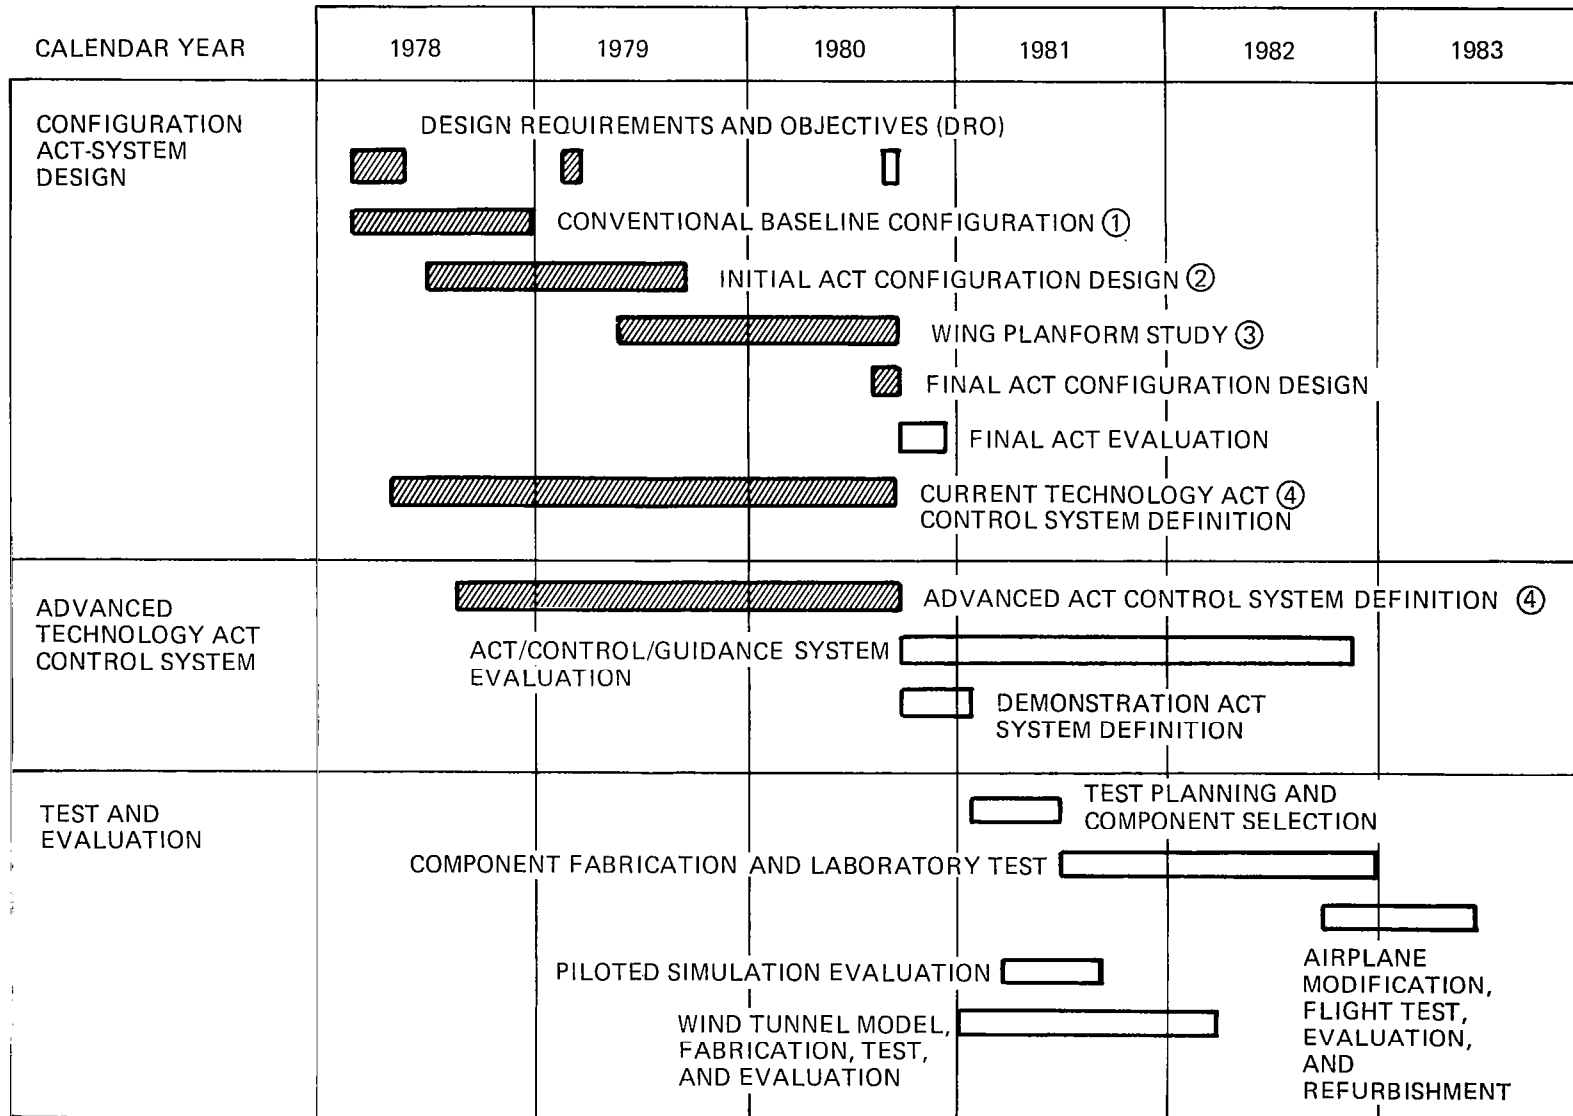 CALENDAR YEAR 1978 1979 1980 1981 1982 1983
CONFIGURATION
ACT-SYSTEM
DESIGN
DESIGN REQUIREMENTS AND OBJECTIVES (DRO)
CONVENTIONAL BASELINE CONFIGURATION ①
INITIAL ACT CONFIGURATION DESIGN ②
WING PLANFORM STUDY ③
FINAL ACT CONFIGURATION DESIGN
FINAL ACT EVALUATION
CURRENT TECHNOLOGY ACT ④
CONTROL SYSTEM DEFINITION
ADVANCED
TECHNOLOGY ACT
CONTROL SYSTEM
ADVANCED ACT CONTROL SYSTEM DEFINITION ④
ACT/CONTROL/GUIDANCE SYSTEM
EVALUATION
DEMONSTRATION ACT
SYSTEM DEFINITION
TEST AND
EVALUATION
TEST PLANNING AND
COMPONENT SELECTION
COMPONENT FABRICATION AND LABORATORY TEST
AIRPLANE
MODIFICATION,
FLIGHT TEST,
EVALUATION,
AND
REFURBISHMENT
PILOTED SIMULATION EVALUATION
WIND TUNNEL MODEL,
FABRICATION, TEST,
AND EVALUATION